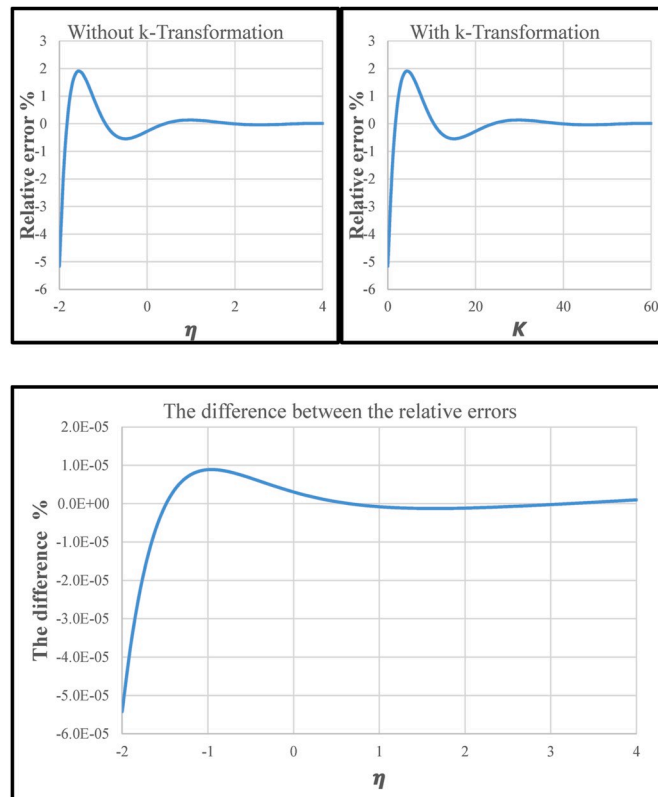 Without k-Transformation
Relative error %
3
2
1
0
-1
-2
-3
-4
-5
-6
-2
0
2
4
η
With k-Transformation
Relative error %
3
2
1
0
-1
-2
-3
-4
-5
-6
0
20
40
60
K
The difference between the relative errors
The difference %
2.0E-05
1.0E-05
0.0E+00
-1.0E-05
-2.0E-05
-3.0E-05
-4.0E-05
-5.0E-05
-6.0E-05
-2
-1
0
1
2
3
4
η